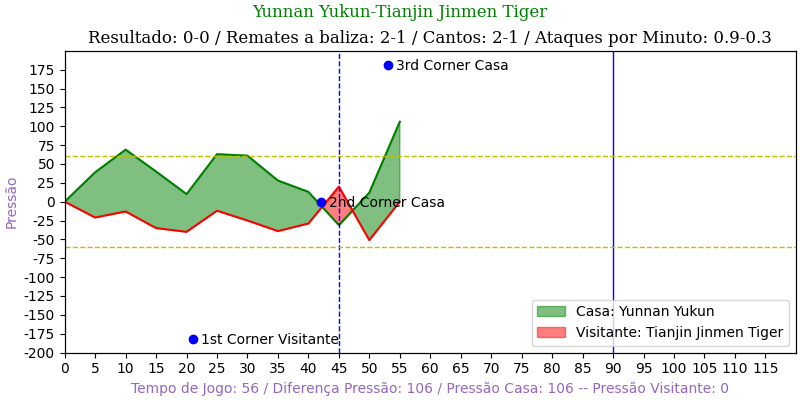 Yunnan Yukun-Tianjin Jinmen Tiger
Resultado: 0-0 / Remates a baliza: 2-1 / Cantos: 2-1 / Ataques por Minuto: 0.9-0.3
175
150
125
100
75
50
25
0
-25
-50
-75
-100
-125
-150
-175
-200
Pressão
3rd Corner Casa
2nd Corner Casa
1st Corner Visitante
Casa: Yunnan Yukun
Visitante: Tianjin Jinmen Tiger
0 5 10 15 20 25 30 35 40 45 50 55 60 65 70 75 80 85 90 95 100 105 110 115
Tempo de Jogo: 56 / Diferença Pressão: 106 / Pressão Casa: 106 -- Pressão Visitante: 0